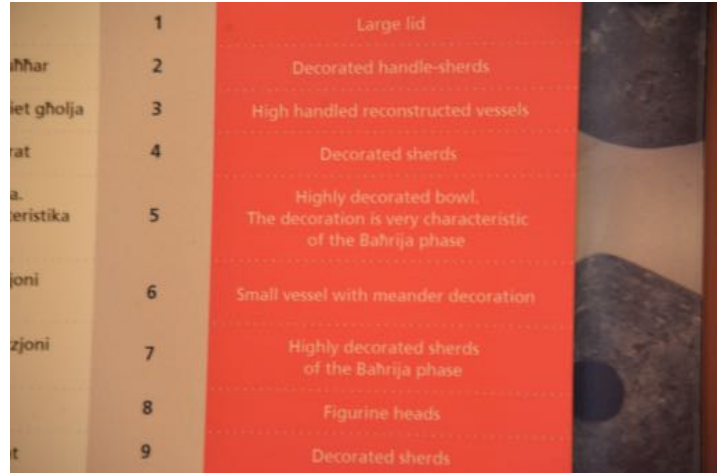 1 Large lid
ħħar 2 Decorated handle-sherds
iet għolja 3 High handled reconstructed vessels
rat 4 Decorated sherds
a.
eristika 5 Highly decorated bowl.
The decoration is very characteristic
of the Baħrija phase
joni
6 Small vessel with meander decoration
zjoni
7 Highly decorated sherds
of the Baħrija phase
8 Figurine heads
t 9 Decorated sherds